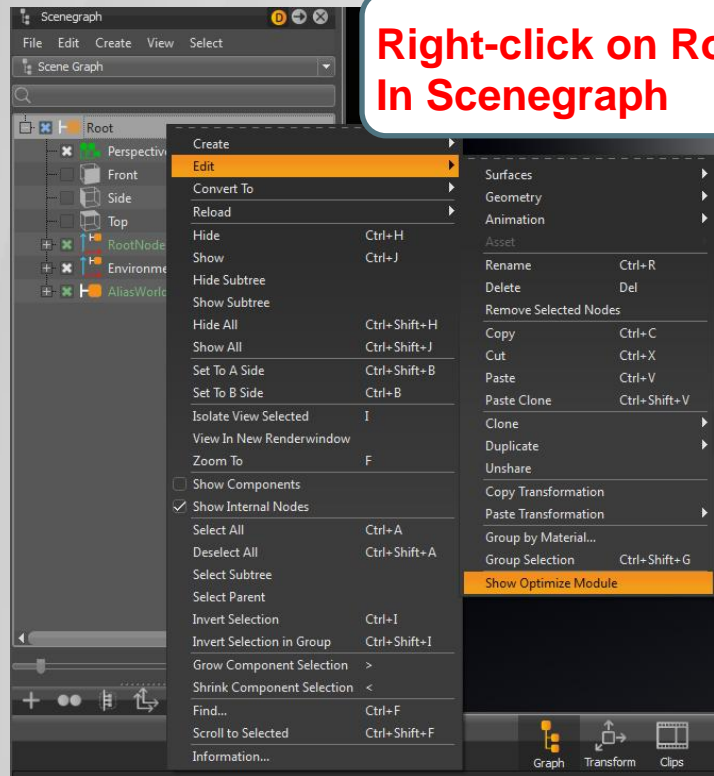 Scenegraph
D
File Edit Create View Select
Scene Graph
Right-click on
In Scenegraph
Root
Front
Side
Top
RootNode
Create
Edit
Convert To
Reload
Hide Ctrl+H
Show Ctrl+J
Hide Subtree
Show Subtree
Hide All Ctrl+Shift+H
Show All Ctrl+Shift+J
Set To A Side Ctrl+Shift+B
Set To B Side Ctrl+B
Isolate View Selected I
View In New Renderwindow
Zoom To F
Show Components
Show Internal Nodes
Select All Ctrl+A
Deselect All Ctrl+Shift+A
Select Subtree
Select Parent
Invert Selection Ctrl+I
Invert Selection in Group Ctrl+Shift+I
Grow Component Selection >
Shrink Component Selection <
Find... Ctrl+F
Scroll to Selected Ctrl+Shift+F
Information...
Surfaces
Geometry
Animation
Asset
Rename Ctrl+R
Delete Del
Remove Selected Nodes
Copy Ctrl+C
Cut Ctrl+X
Paste Ctrl+V
Paste Clone Ctrl+Shift+V
Clone
Duplicate
Unshare
Copy Transformation
Paste Transformation
Group by Material...
Group Selection Ctrl+Shift+G
Show Optimize Module
Graph Transform Clips